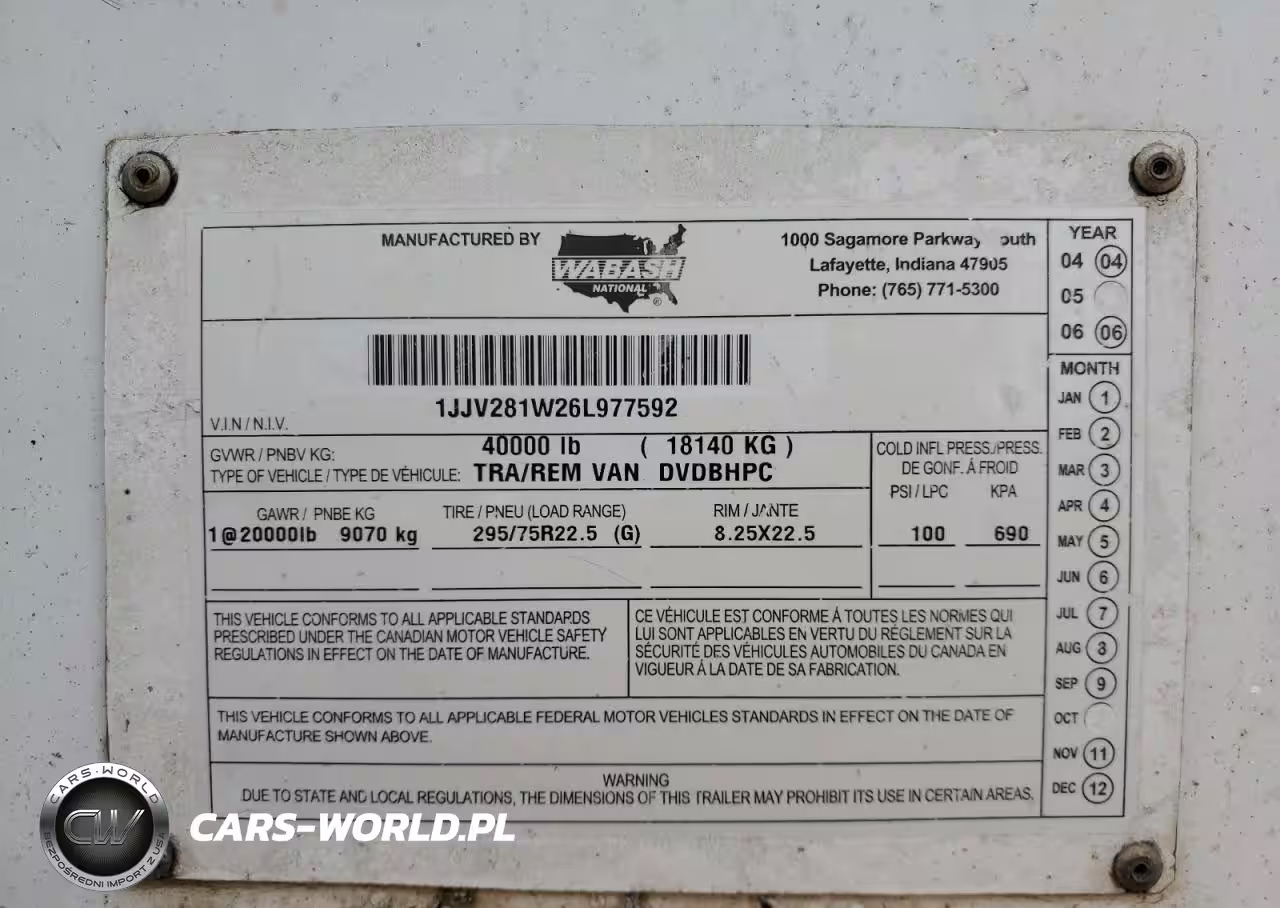 MANUFACTURED BY
WABASH
NATIONAL ®
1000 Sagamore Parkway outh
Lafayette, Indiana 47905
Phone: (765) 771-5300
YEAR
04 04
05
06 06
MONTH
JAN 1
FEB 2
MAR 3
APR 4
MAY 5
JUN 6
JUL 7
AUG 8
SEP 9
OCT
NOV 11
DEC 12
1JJV281W26L977592
V.I.N / N.I.V.
GVWR / PNBV KG: 40000 lb ( 18140 KG )
TYPE OF VEHICLE / TYPE DE VÉHICULE: TRA/REM VAN DVDBHPC
COLD INFL PRESS./PRESS.
DE GONF. À FROID
PSI / LPC KPA
100 690
GAWR / PNBE KG TIRE / PNEU (LOAD RANGE) RIM / JANTE
1@20000lb 9070 kg 295/75R22.5 (G) 8.25X22.5
THIS VEHICLE CONFORMS TO ALL APPLICABLE STANDARDS
PRESCRIBED UNDER THE CANADIAN MOTOR VEHICLE SAFETY
REGULATIONS IN EFFECT ON THE DATE OF MANUFACTURE.
CE VÉHICULE EST CONFORME À TOUTES LES NORMES QUI
LUI SONT APPLICABLES EN VERTU DU RÉGLEMENT SUR LA
SÉCURITÉ DES VÉHICULES AUTOMOBILES DU CANADA EN
VIGUEUR À LA DATE DE SA FABRICATION.
THIS VEHICLE CONFORMS TO ALL APPLICABLE FEDERAL MOTOR VEHICLES STANDARDS IN EFFECT ON THE DATE OF
MANUFACTURE SHOWN ABOVE.
WARNING
DUE TO STATE AND LOCAL REGULATIONS, THE DIMENSIONS OF THIS TRAILER MAY PROHIBIT ITS USE IN CERTAIN AREAS.
CARS-WORLD
CW
BEZPOŚREDNI IMPORT Z USA
CARS-WORLD.PL